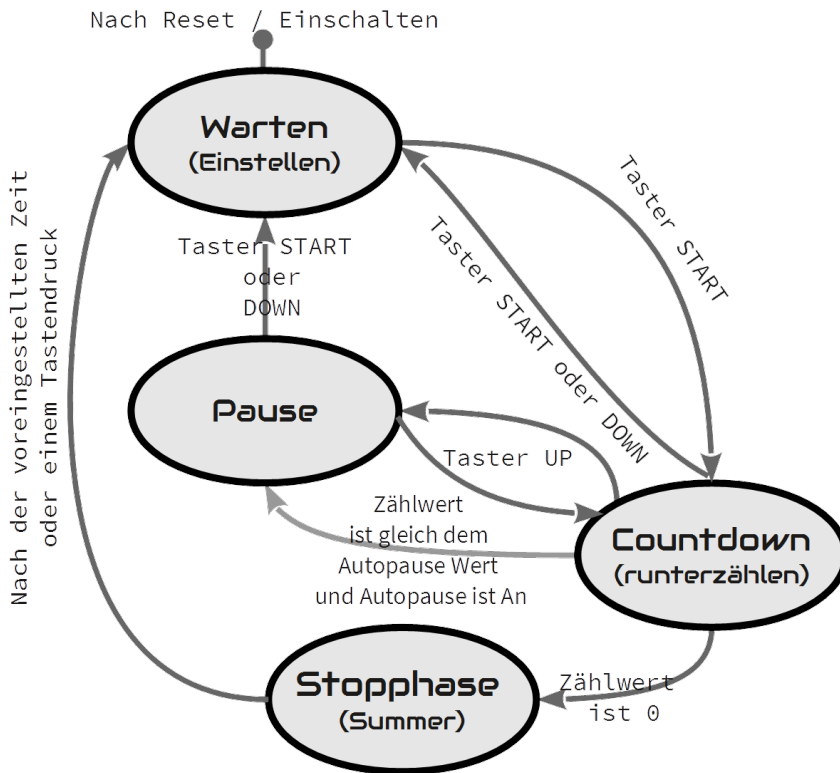 Nach Reset / Einschalten
Warten
(Einstellen)
Taster START
Taster START oder DOWN
Taster START
oder
DOWN
Nach der voreingestellten Zeit
oder einem Tastendruck
Pause
Taster UP
Zählwert
ist gleich dem
Autopause Wert
und Autopause ist An
Countdown
(runterzählen)
Stopphase
(Summer)
Zählwert
ist 0